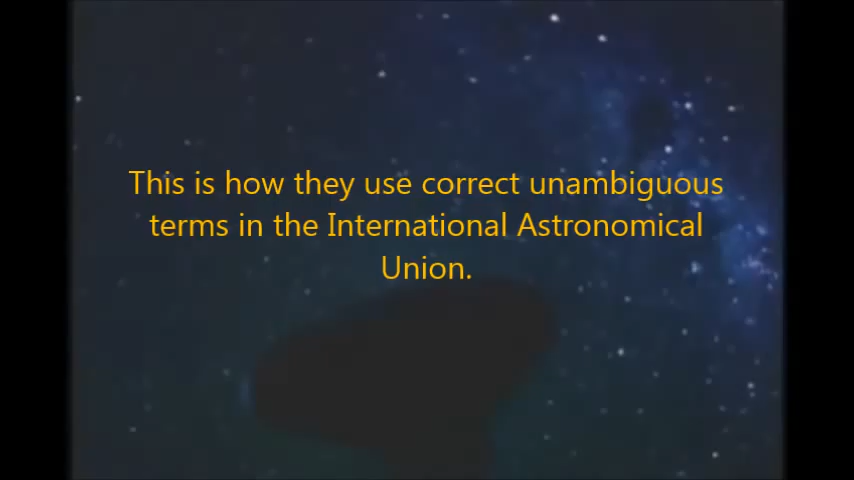 This is how they use correct unambiguous
terms in the International Astronomical
Union.